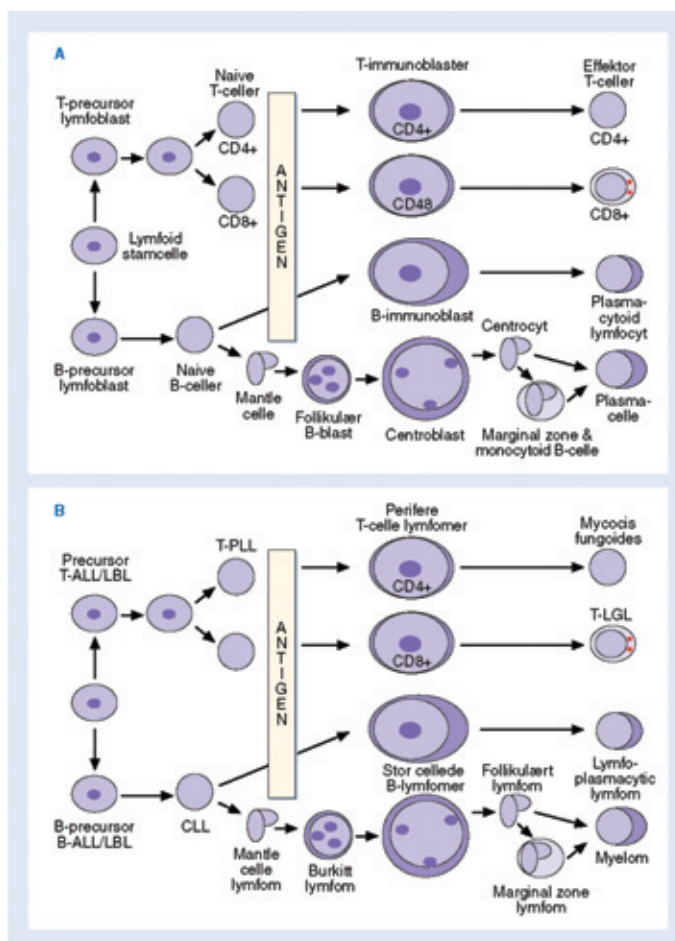 A
T-immunoblaster
Effektor
T-celler
Naive
T-celler
T-precursor
lymfoblast
CD4+
CD8+
ANTIGEN
CD4+
CD4+
CD48
CD8+
Lymfoid
stamcelle
B-immunoblast
Plasma-
cytoid
lymfocyt
B-precursor
lymfoblast
Naive
B-celler
Mantle
celle
Follikulær
B-blast
Centroblast
Centrocyt
Marginal zone &
monocytoid B-celle
Plasma-
celle
B
Perifere
T-celle lymfomer
Mycocis
fungoides
Precursor
T-ALL/LBL
T-PLL
ANTIGEN
CD4+
T-LGL
CD8+
Stor cellede
B-lymfomer
Follikulært
lymfom
Lymfo-
plasmacytic
lymfom
B-precursor
B-ALL/LBL
CLL
Mantle
celle
lymfom
Burkitt
lymfom
Marginal zone
lymfom
Myelom